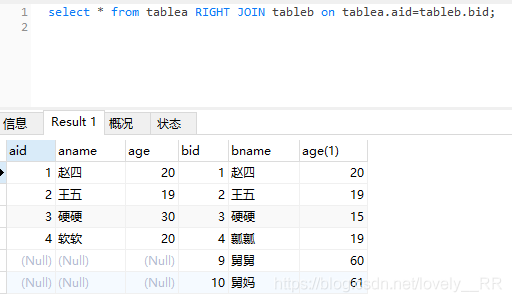 1 select * from tablea RIGHT JOIN tableb on tablea.aid=tableb.bid;
2
信息 Result 1 概况 状态
aid aname age bid bname age(1)
1 赵四 20 1 赵四 20
2 王五 19 2 王五 19
3 硬硬 30 3 硬硬 15
4 软软 20 4 瓤瓤 19
(Null) (Null) (Null) 9 舅舅 60
(Null) (Null) (Null) 10 舅妈 61
https://blog.csdn.net/lovely__RR